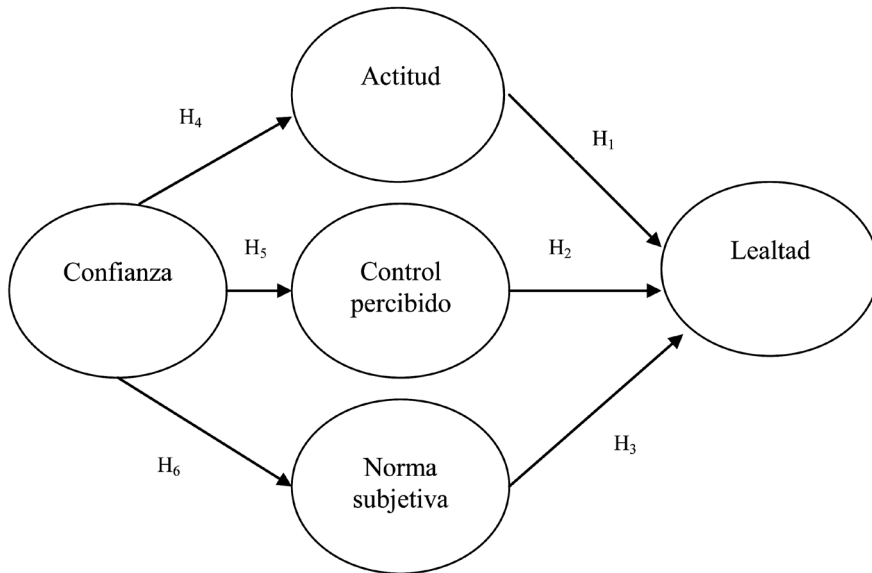 Actitud
H₄
H₁
Confianza
H₅
Control
percibido
H₂
Lealtad
H₆
Norma
subjetiva
H₃